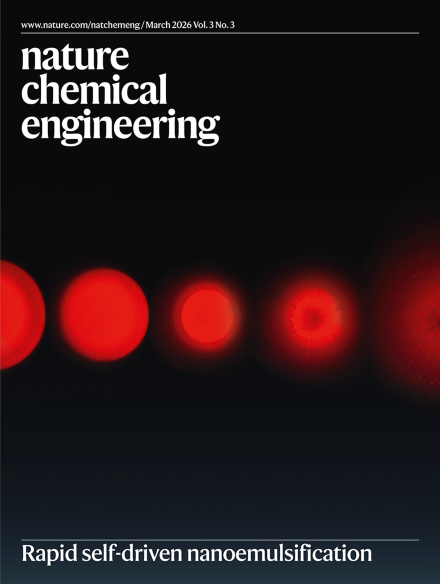 www.nature.com/natchemeng / March 2026 Vol. 3 No. 3
nature
chemical
engineering
Rapid self-driven nanoemulsification